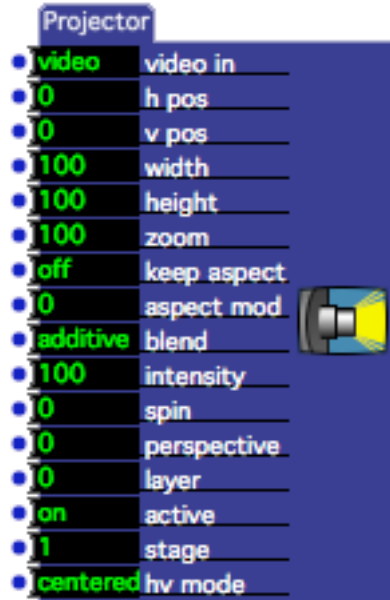 Projector
video video in
0 h pos
0 v pos
100 width
100 height
100 zoom
off keep aspect
0 aspect mod
additive blend
100 intensity
0 spin
0 perspective
0 layer
on active
1 stage
centered hv mode